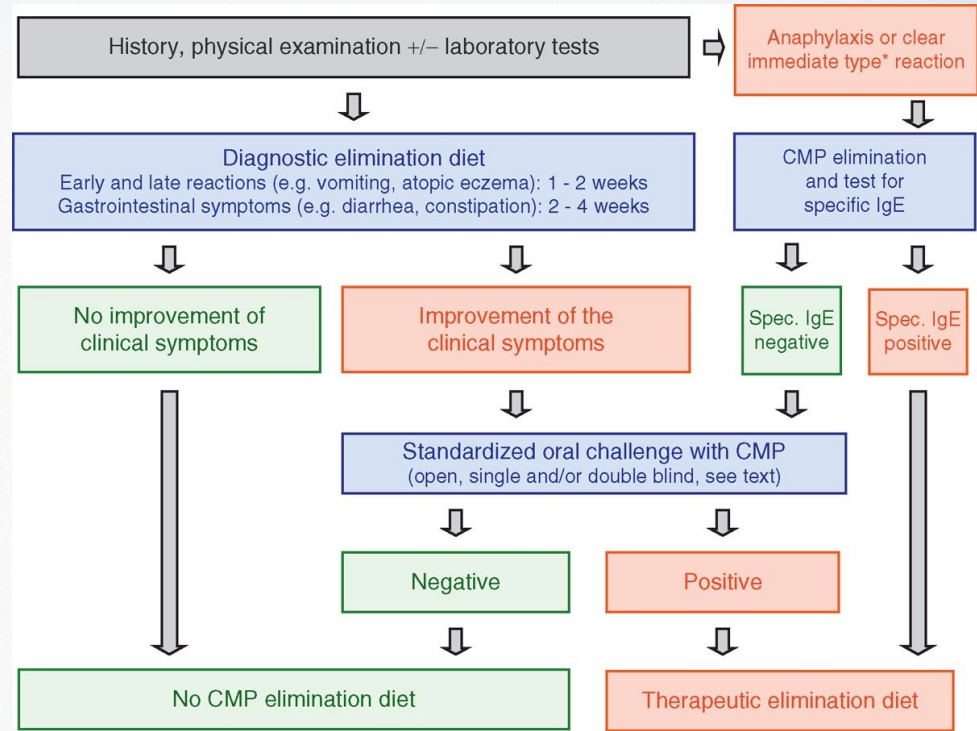 History, physical examination +/– laboratory tests
Anaphylaxis or clear
immediate type* reaction
Diagnostic elimination diet
Early and late reactions (e.g. vomiting, atopic eczema): 1 - 2 weeks
Gastrointestinal symptoms (e.g. diarrhea, constipation): 2 - 4 weeks
CMP elimination
and test for
specific IgE
No improvement of
clinical symptoms
Improvement of the
clinical symptoms
Spec. IgE
negative
Spec. IgE
positive
Standardized oral challenge with CMP
(open, single and/or double blind, see text)
Negative
Positive
No CMP elimination diet
Therapeutic elimination diet